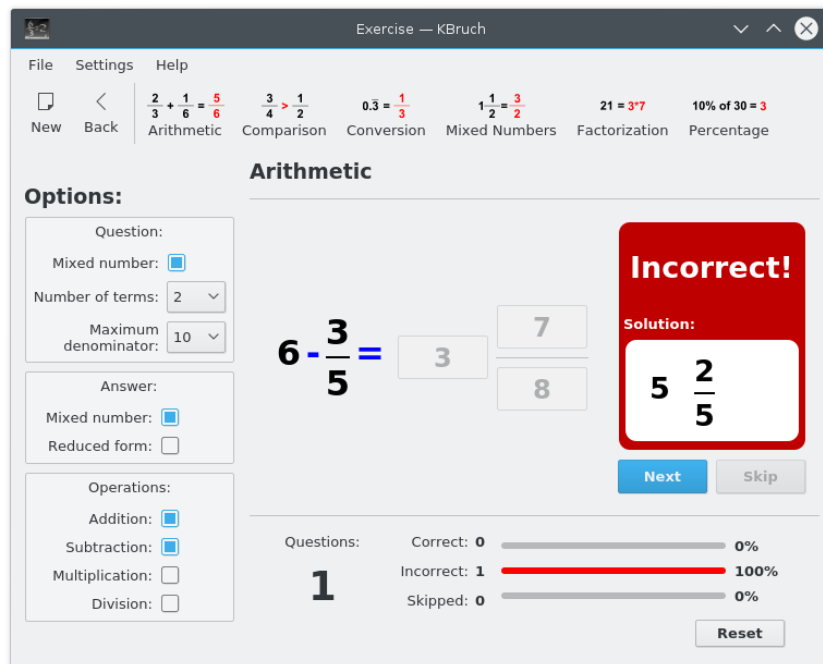 Exercise — KBruch
File Settings Help
2/3 + 1/6 = 5/6
3/4 > 1/2
0.3̅ = 1/3
1 1/2 = 3/2
21 = 3*7
10% of 30 = 3
New Back Arithmetic Comparison Conversion Mixed Numbers Factorization Percentage
Arithmetic
Options:
Question:
Mixed number:
Number of terms: 2
Maximum
denominator: 10
Answer:
Mixed number:
Reduced form:
Operations:
Addition:
Subtraction:
Multiplication:
Division:
6 - 3/5 = 3 7/8
Incorrect!
Solution:
5 2/5
Next Skip
Questions:
1
Correct: 0 0%
Incorrect: 1 100%
Skipped: 0 0%
Reset